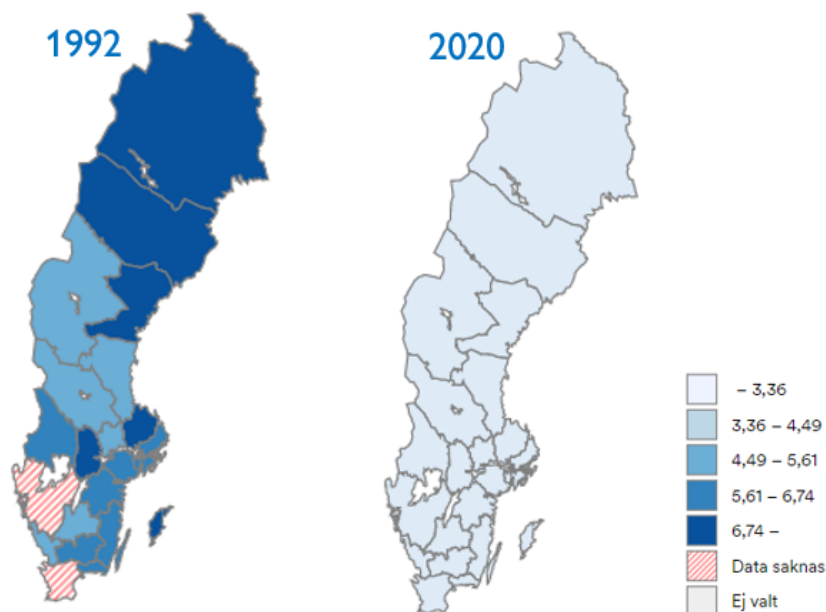 1992
2020
– 3,36
3,36 – 4,49
4,49 – 5,61
5,61 – 6,74
6,74 –
Data saknas
Ej valt